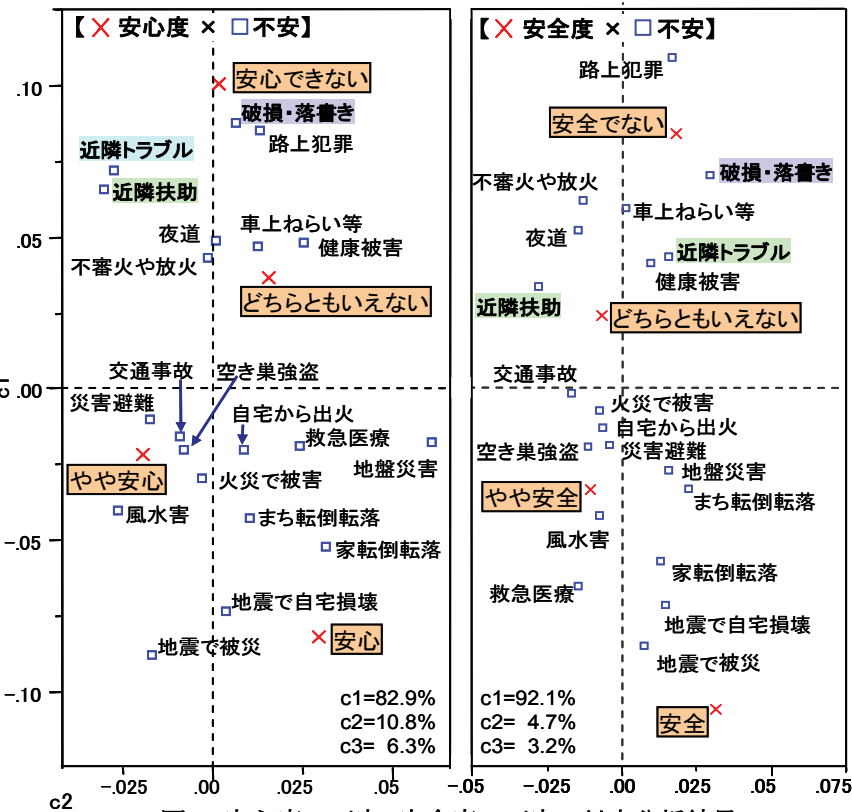 【 × 安心度 × □ 不安】
安心できない
破損・落書き
路上犯罪
近隣トラブル
近隣扶助
夜道
車上ねらい等
健康被害
不審火や放火
どちらともいえない
交通事故
空き巣強盗
災害避難
自宅から出火
救急医療
地盤災害
やや安心
火災で被害
風水害
まち転倒転落
家転倒転落
地震で自宅損壊
安心
地震で被災
c1=82.9%
c2=10.8%
c3= 6.3%
.10
.05
.00
-.05
-.10
c1
-.025
.00
.025
.05
c2
【 × 安全度 × □ 不安】
路上犯罪
安全でない
破損・落書き
不審火や放火
車上ねらい等
夜道
近隣トラブル
健康被害
近隣扶助
どちらともいえない
交通事故
火災で被害
自宅から出火
空き巣強盗
災害避難
地盤災害
やや安全
まち転倒転落
風水害
家転倒転落
救急医療
地震で自宅損壊
地震で被災
安全
c1=92.1%
c2= 4.7%
c3= 3.2%
-.05
-.025
.00
.025
.05
.075